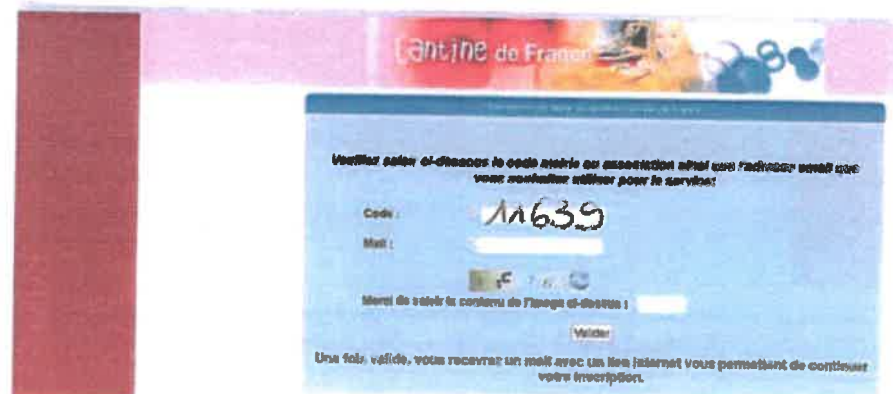 Cantine de France
Veuillez saisir ci-dessous le code mairie ou association ainsi que l'adresse email que
vous souhaitez utiliser pour le service:
Code : 11639
Mail :
Merci de saisir le contenu de l'image ci-dessus :
Valider
Une fois validé, vous recevrez un mail avec un lien internet vous permettant de continuer
votre inscription.